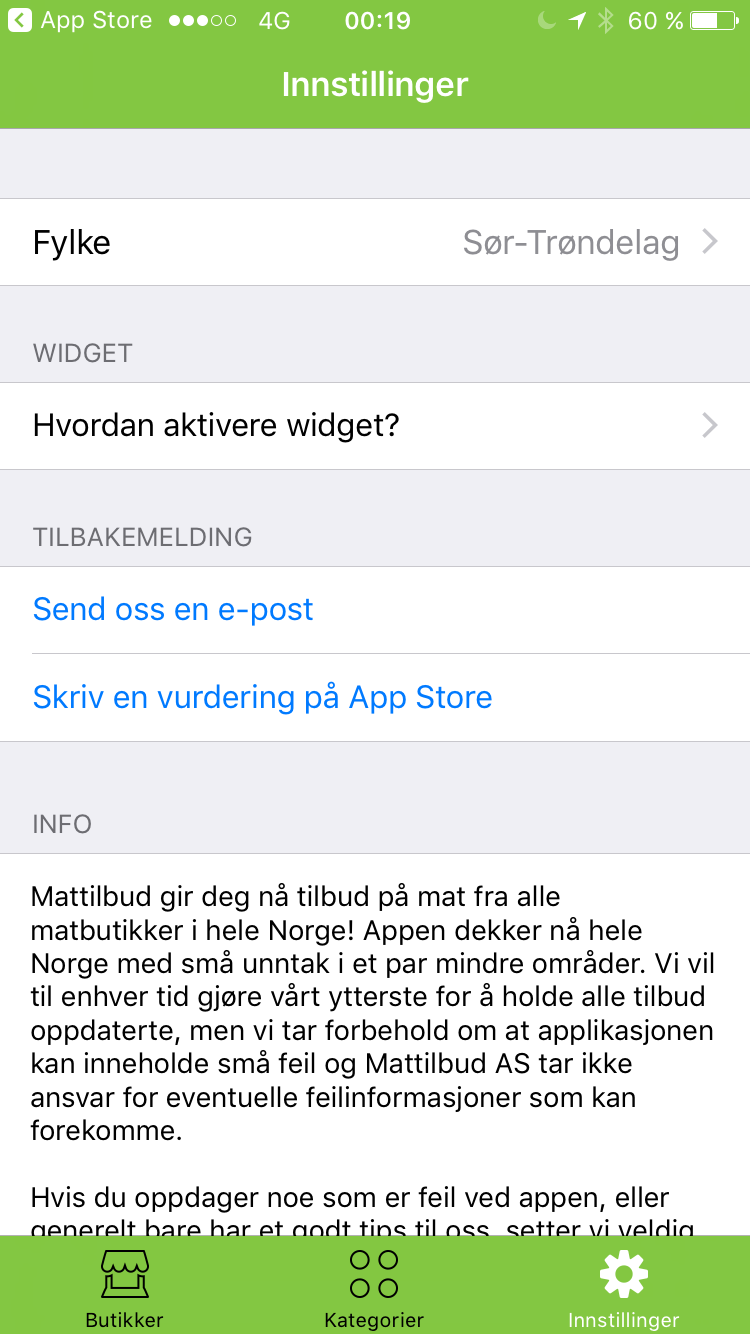 App Store 4G 00:19 60 %
Innstillinger
Fylke Sør-Trøndelag
WIDGET
Hvordan aktivere widget?
TILBAKEMELDING
Send oss en e-post
Skriv en vurdering på App Store
INFO
Mattilbud gir deg nå tilbud på mat fra alle
matbutikker i hele Norge! Appen dekker nå hele
Norge med små unntak i et par mindre områder. Vi vil
til enhver tid gjøre vårt ytterste for å holde alle tilbud
oppdaterte, men vi tar forbehold om at applikasjonen
kan inneholde små feil og Mattilbud AS tar ikke
ansvar for eventuelle feilinformasjoner som kan
forekomme.
Hvis du oppdager noe som er feil ved appen, eller
generelt bare har et godt tips til oss, setter vi veldig
Butikker Kategorier Innstillinger